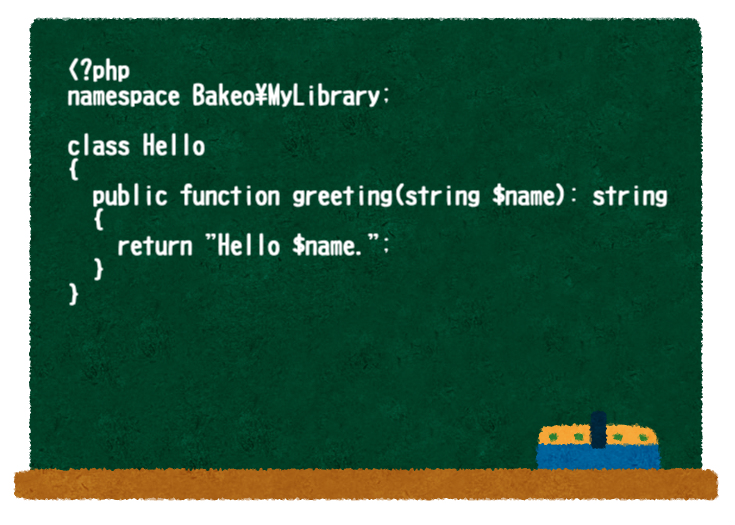 <?php
namespace Bakeo¥MyLibrary;
class Hello
{
public function greeting(string $name): string
{
return "Hello $name.";
}
}